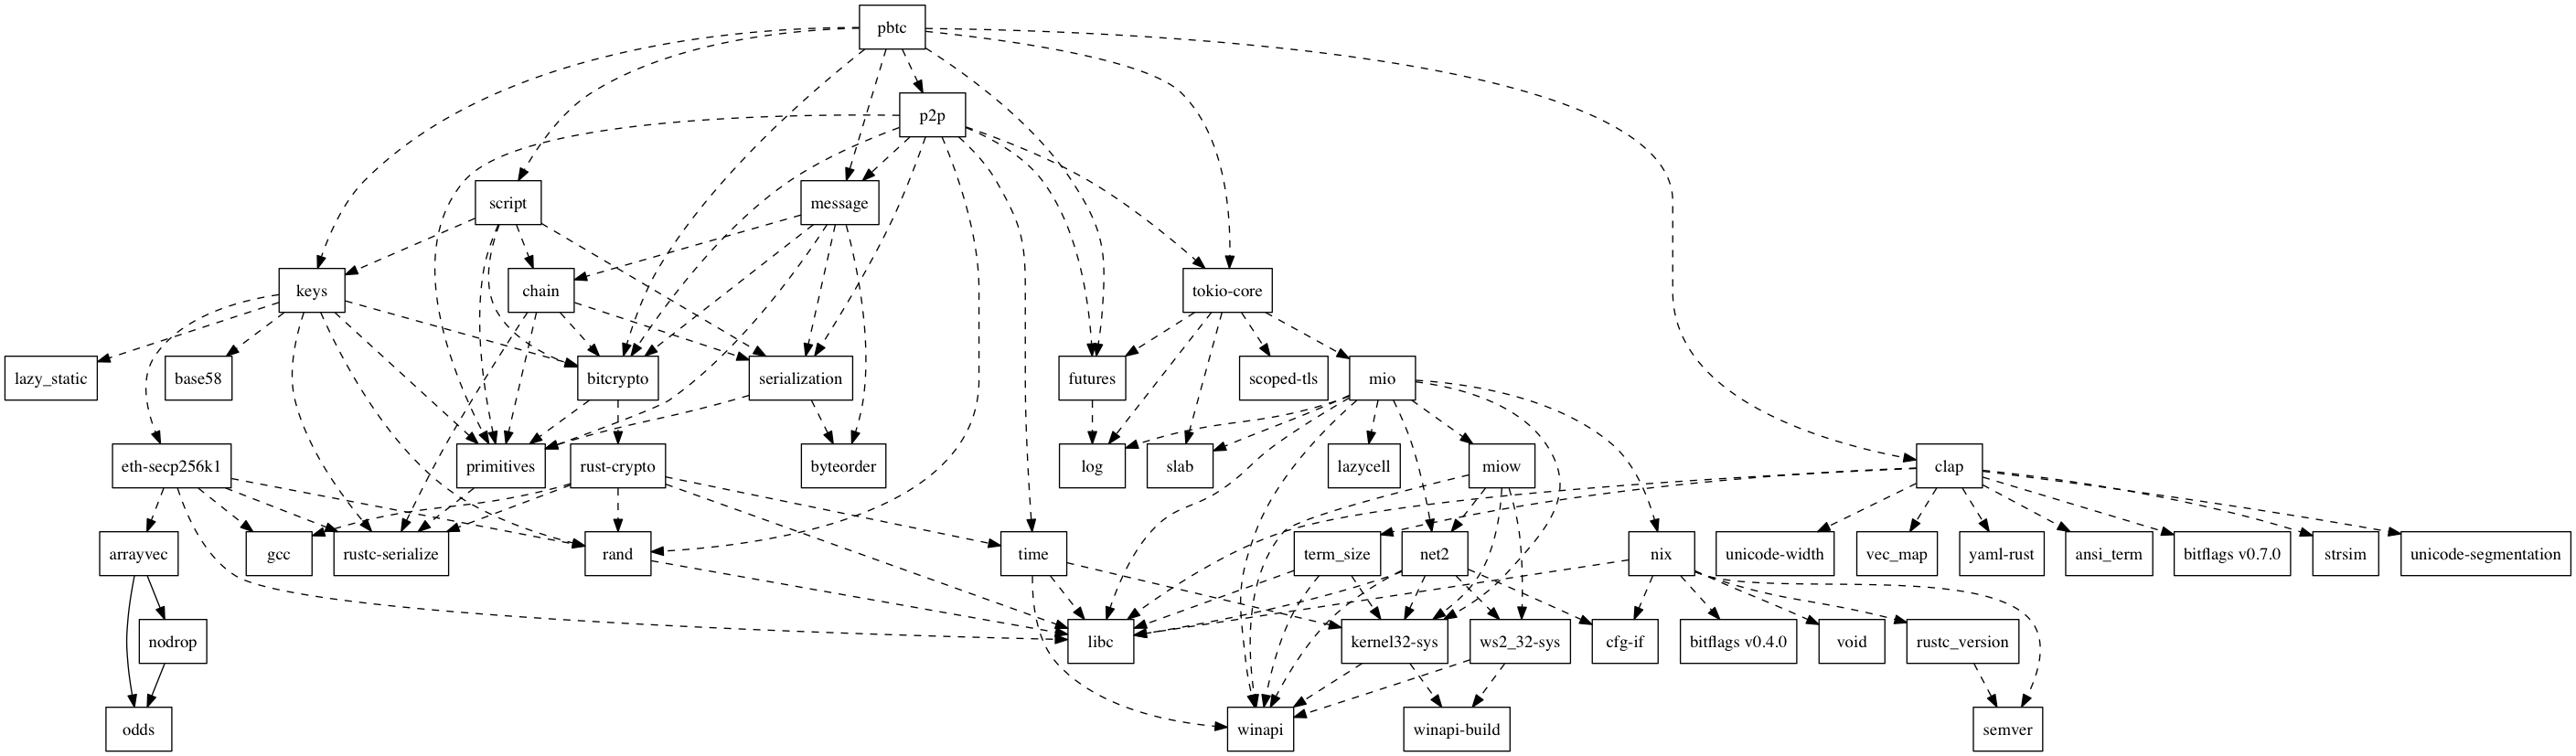 pbtc
p2p
script
message
keys
chain
tokio-core
lazy_static
base58
bitcrypto
serialization
futures
scoped-tls
mio
eth-secp256k1
primitives
rust-crypto
byteorder
log
slab
lazycell
miow
clap
arrayvec
gcc
rustc-serialize
rand
time
term_size
net2
nix
unicode-width
vec_map
yaml-rust
ansi_term
bitflags v0.7.0
strsim
unicode-segmentation
nodrop
libc
kernel32-sys
ws2_32-sys
cfg-if
bitflags v0.4.0
void
rustc_version
odds
winapi
winapi-build
semver